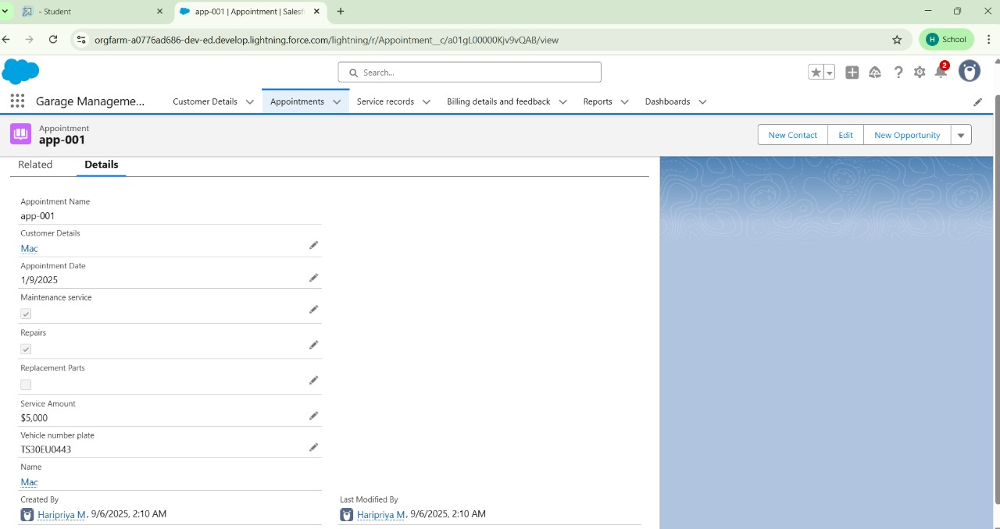 - Student
app-001 | Appointment | Salesf
orgfarm-a0776ad686-dev-ed.develop.lightning.force.com/lightning/r/Appointment__c/a01gL00000Kjv9vQAB/view
H School
Search...
2
Garage Manageme... Customer Details Appointments Service records Billing details and feedback Reports Dashboards
Appointment
app-001
New Contact Edit New Opportunity
Related Details
Appointment Name
app-001
Customer Details
Mac
Appointment Date
1/9/2025
Maintenance service
Repairs
Replacement Parts
Service Amount
$5,000
Vehicle number plate
TS30EU0443
Name
Mac
Created By Last Modified By
Haripriya M, 9/6/2025, 2:10 AM Haripriya M, 9/6/2025, 2:10 AM